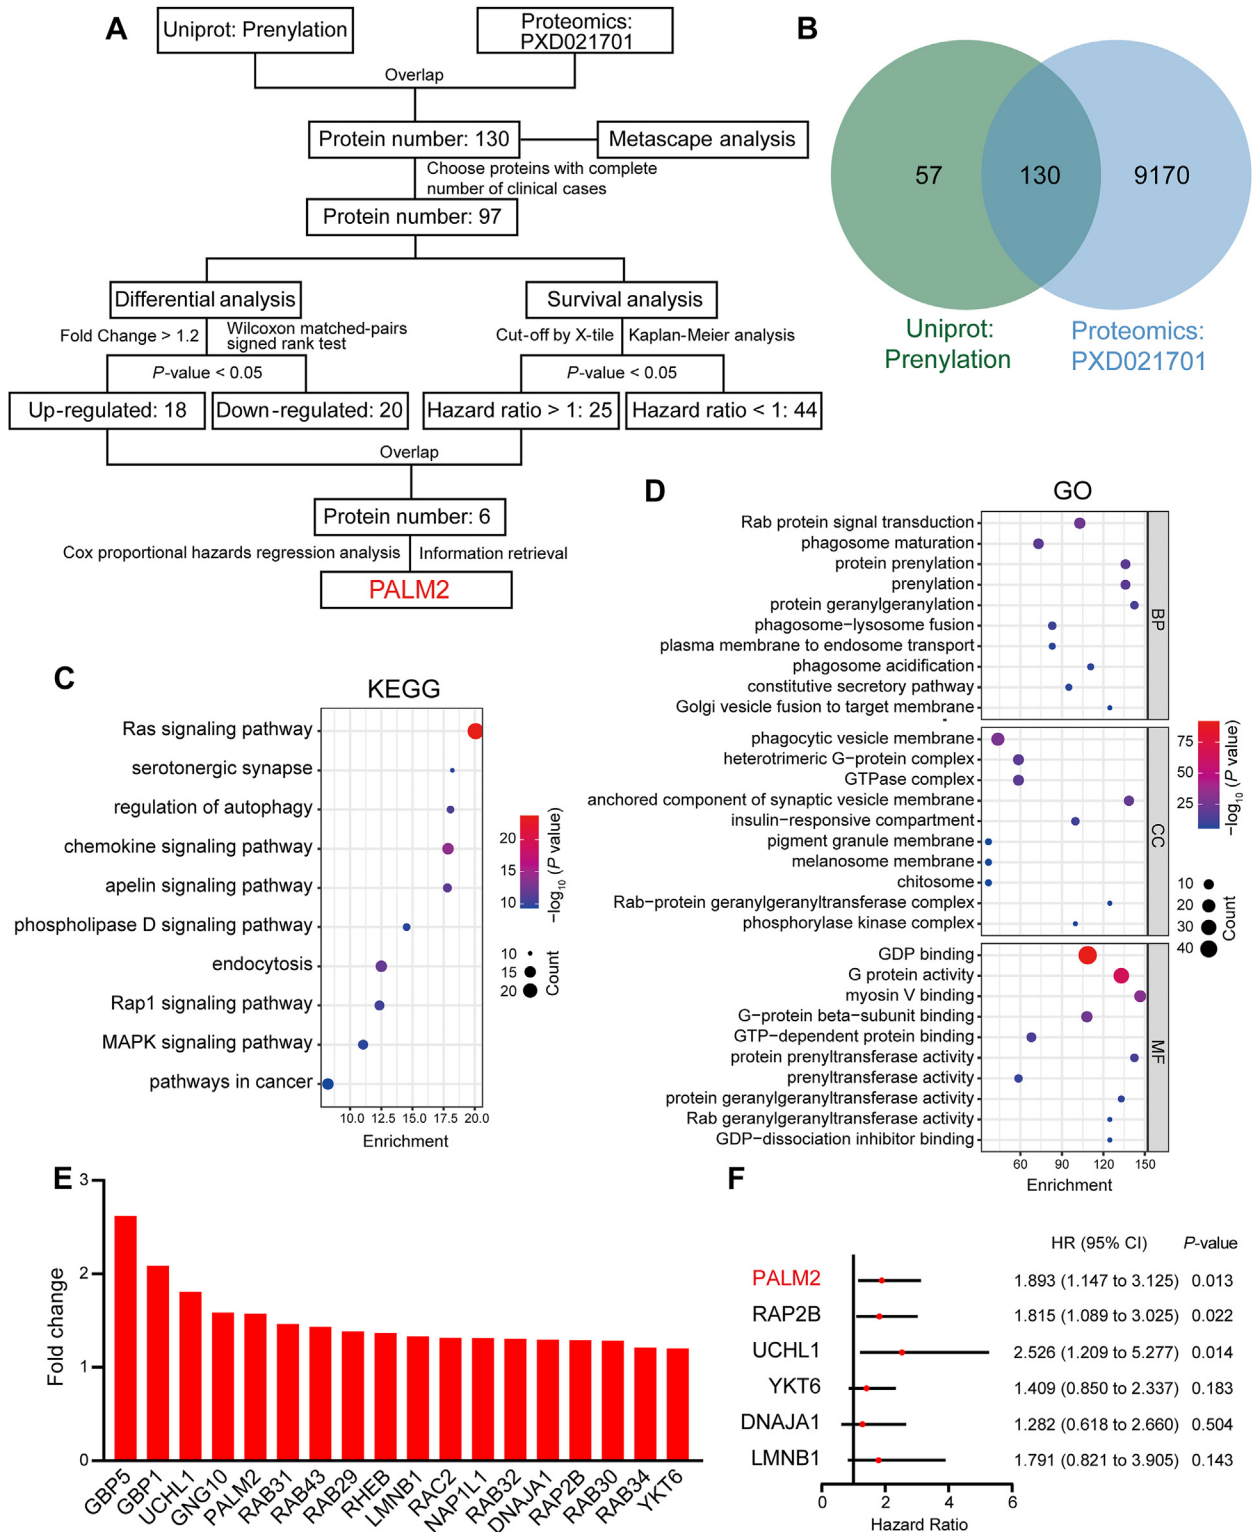 A
Uniprot: Prenylation
Proteomics:
PXD021701
Overlap
Protein number: 130
Metascape analysis
Choose proteins with complete
number of clinical cases
Protein number: 97
Differential analysis
Survival analysis
Fold Change > 1.2
Wilcoxon matched-pairs
signed rank test
Cut-off by X-tile
Kaplan-Meier analysis
P-value < 0.05
P-value < 0.05
Up-regulated: 18
Down-regulated: 20
Hazard ratio > 1: 25
Hazard ratio < 1: 44
Overlap
Protein number: 6
Cox proportional hazards regression analysis
Information retrieval
PALM2
B
57
130
9170
Uniprot:
Prenylation
Proteomics:
PXD021701
C
KEGG
Ras signaling pathway
serotonergic synapse
regulation of autophagy
chemokine signaling pathway
apelin signaling pathway
phospholipase D signaling pathway
endocytosis
Rap1 signaling pathway
MAPK signaling pathway
pathways in cancer
10.0 12.5 15.0 17.5 20.0
Enrichment
20
15
10
−log10 (P value)
10
15
20
Count
D
GO
Rab protein signal transduction
phagosome maturation
protein prenylation
prenylation
protein geranylgeranylation
phagosome−lysosome fusion
plasma membrane to endosome transport
phagosome acidification
constitutive secretory pathway
Golgi vesicle fusion to target membrane
BP
phagocytic vesicle membrane
heterotrimeric G−protein complex
GTPase complex
anchored component of synaptic vesicle membrane
insulin−responsive compartment
pigment granule membrane
melanosome membrane
chitosome
Rab−protein geranylgeranyltransferase complex
phosphorylase kinase complex
CC
GDP binding
G protein activity
myosin V binding
G−protein beta−subunit binding
GTP−dependent protein binding
protein prenyltransferase activity
prenyltransferase activity
protein geranylgeranyltransferase activity
Rab geranylgeranyltransferase activity
GDP−dissociation inhibitor binding
MF
60 90 120 150
Enrichment
75
50
25
−log10 (P value)
10
20
30
40
Count
E
3
2
1
0
Fold change
GBP5
GBP1
UCHL1
GNG10
PALM2
RAB31
RAB43
RAB29
RHEB
LMNB1
RAC2
NAP1L1
RAB32
DNAJA1
RAP2B
RAB30
RAB34
YKT6
F
HR (95% CI) P-value
PALM2 1.893 (1.147 to 3.125) 0.013
RAP2B 1.815 (1.089 to 3.025) 0.022
UCHL1 2.526 (1.209 to 5.277) 0.014
YKT6 1.409 (0.850 to 2.337) 0.183
DNAJA1 1.282 (0.618 to 2.660) 0.504
LMNB1 1.791 (0.821 to 3.905) 0.143
0 2 4 6
Hazard Ratio